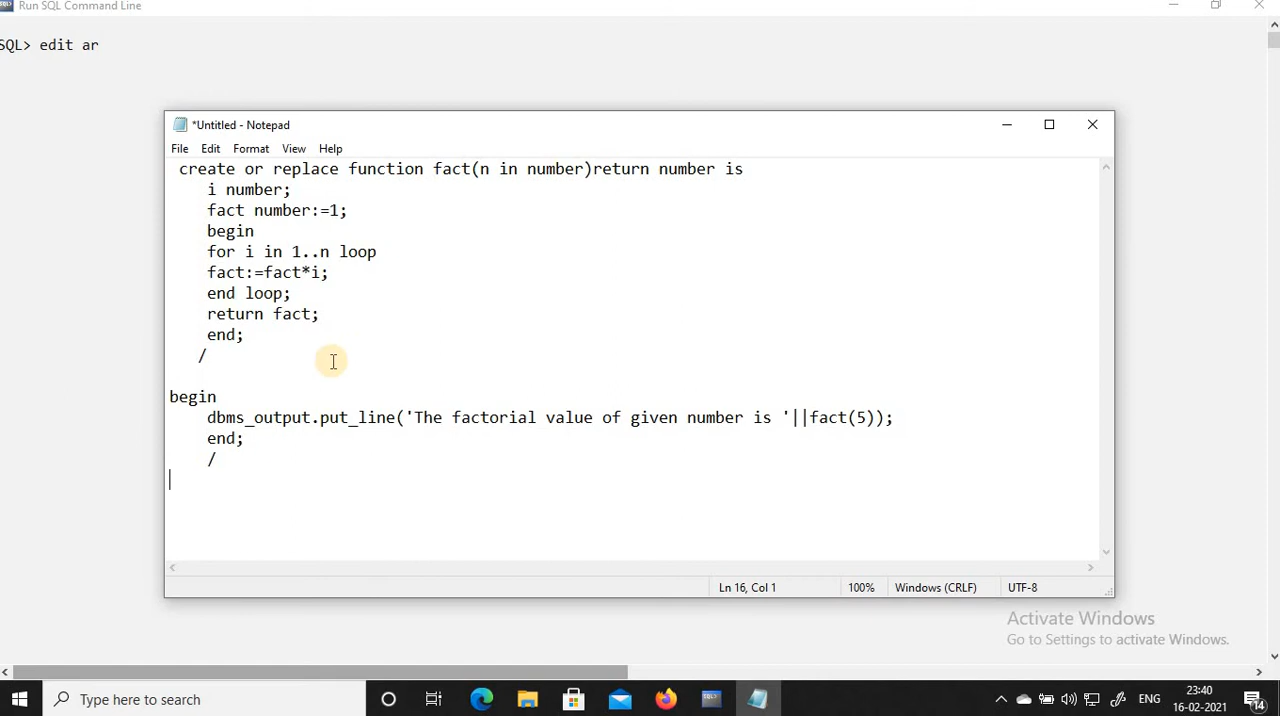 Run SQL Command Line
SQL> edit ar
*Untitled - Notepad
File Edit Format View Help
create or replace function fact(n in number)return number is
i number;
fact number:=1;
begin
for i in 1..n loop
fact:=fact*i;
end loop;
return fact;
end;
/
begin
dbms_output.put_line('The factorial value of given number is '||fact(5));
end;
/
Ln 16, Col 1 100% Windows (CRLF) UTF-8
Activate Windows
Go to Settings to activate Windows.
Type here to search
ENG
23:40
16-02-2021
14